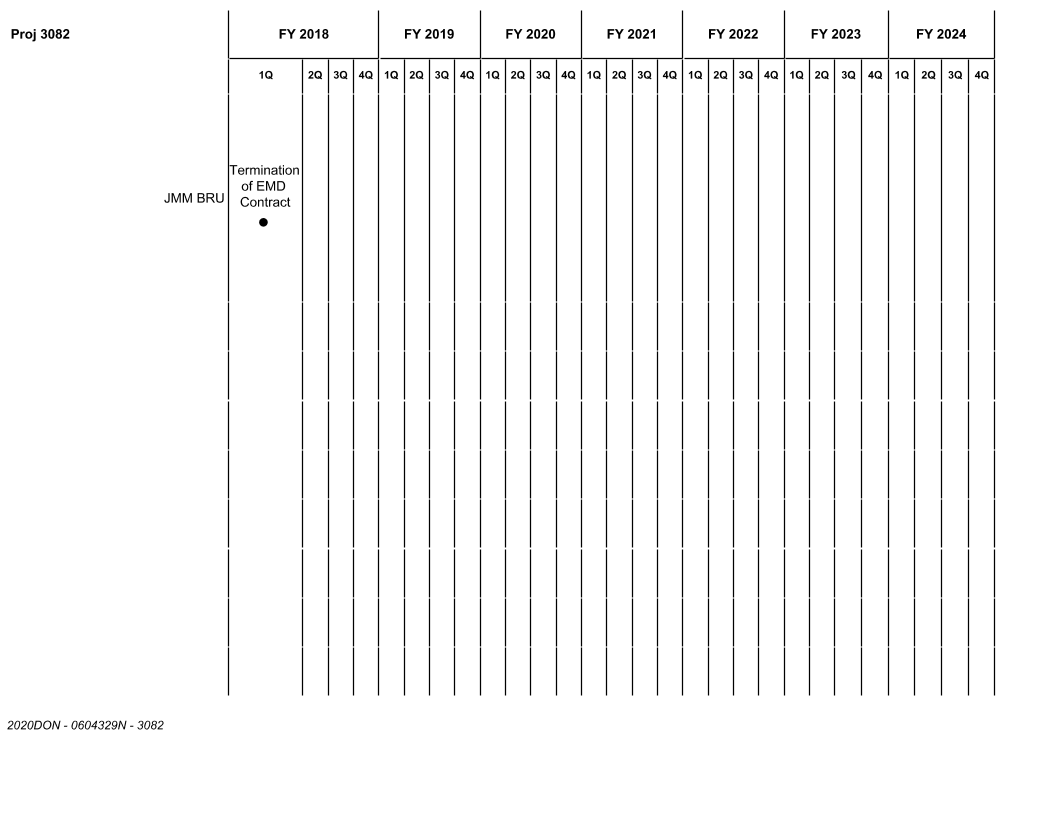 Proj 3082 FY 2018 FY 2019 FY 2020 FY 2021 FY 2022 FY 2023 FY 2024
1Q 2Q 3Q 4Q 1Q 2Q 3Q 4Q 1Q 2Q 3Q 4Q 1Q 2Q 3Q 4Q 1Q 2Q 3Q 4Q 1Q 2Q 3Q 4Q 1Q 2Q 3Q 4Q
JMM BRU
Termination
of EMD
Contract
2020DON - 0604329N - 3082